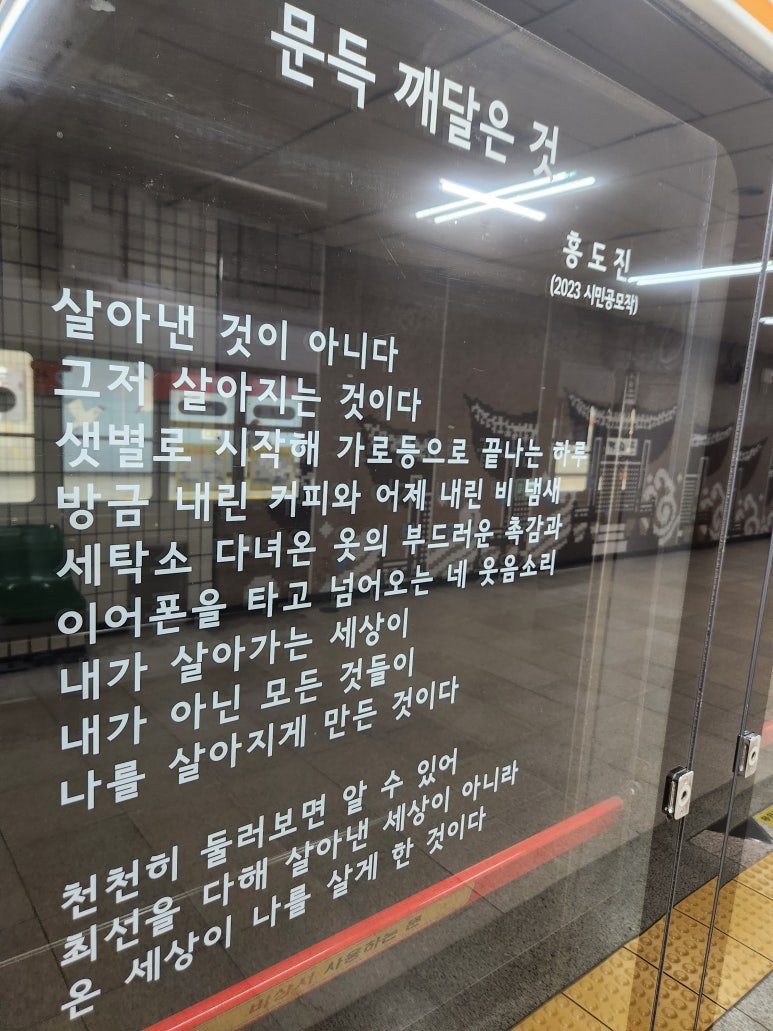 문득 깨달은 것
홍도진
(2023 시민공모작)
살아낸 것이 아니다
그저 살아지는 것이다
샛별로 시작해 가로등으로 끝나는 하루
방금 내린 커피와 어제 내린 비 냄새
세탁소 다녀온 옷의 부드러운 촉감과
이어폰을 타고 넘어오는 네 웃음소리
내가 살아가는 세상이
내가 아닌 모든 것들이
나를 살아지게 만든 것이다
천천히 둘러보면 알 수 있어
최선을 다해 살아낸 세상이 아니라
온 세상이 나를 살게 한 것이다
비상시 사용하는 문